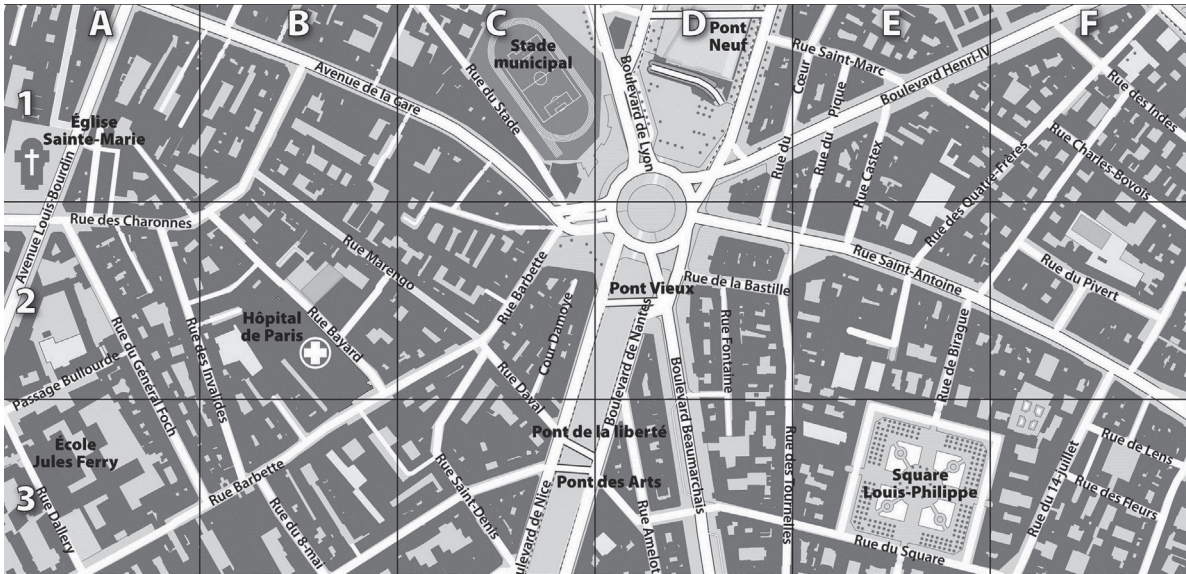 A
B
C
D
E
F
1
2
3
Stade
municipal
Pont
Neuf
Rue Saint-Marc
Boulevard Henri-IV
Avenue de la Gare
Rue du Stade
Boulevard de Lyon
Rue du
Cœur
Rue du Pique
Rue Castex
Rue des Quatre-Frères
Rue des Indes
Rue Charles-Bovois
Église
Sainte-Marie
Avenue Louis-Bourdin
Rue des Charonnes
Rue Marengo
Rue Barbette
Cour Damoye
Pont Vieux
Rue de la Bastille
Rue Saint-Antoine
Rue du Pivert
Hôpital
de Paris
Rue Bayard
Rue du Général Foch
Rue des Invalides
Passage Bullourde
Rue Daval
Boulevard de Nantes
Boulevard Beaumarchais
Rue Fontaine
Rue de Birague
École
Jules Ferry
Rue Dallery
Rue Barbette
Rue du 8-mai
Rue Saint-Denis
Pont de la liberté
Pont des Arts
oulevard de Nice
Rue Amelot
Rue des Tournelles
Square
Louis-Philippe
Rue du Square
Rue du 14-juillet
Rue de Lens
Rue des Fleurs